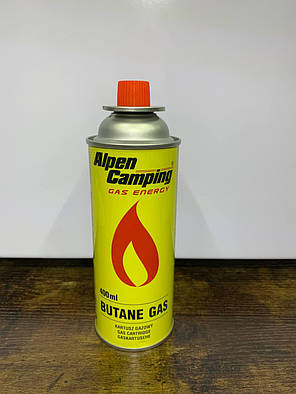 Alpen
Camping
GAS ENERGY
400ml
BUTANE GAS
KARTUSZ GAZOWY
GAS CARTRIDGE
GASKARTUSCHE